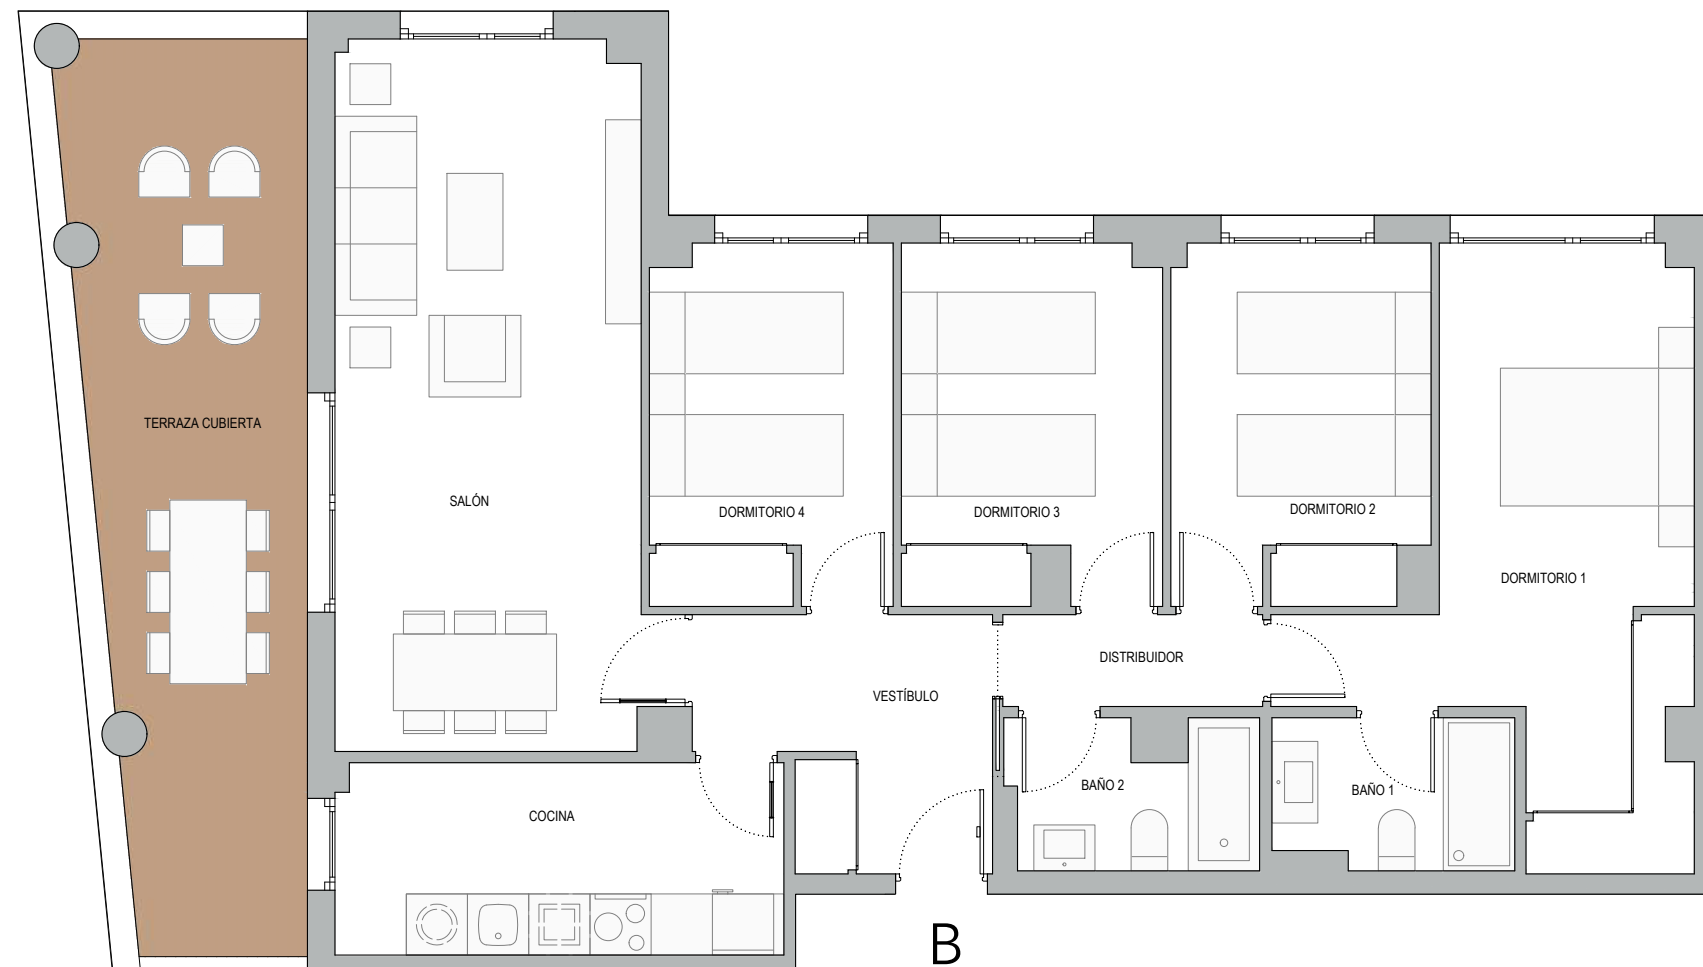 TERRAZA CUBIERTA
SALÓN
DORMITORIO 4
DORMITORIO 3
DORMITORIO 2
DORMITORIO 1
DISTRIBUIDOR
VESTÍBULO
COCINA
BAÑO 2
BAÑO 1
B